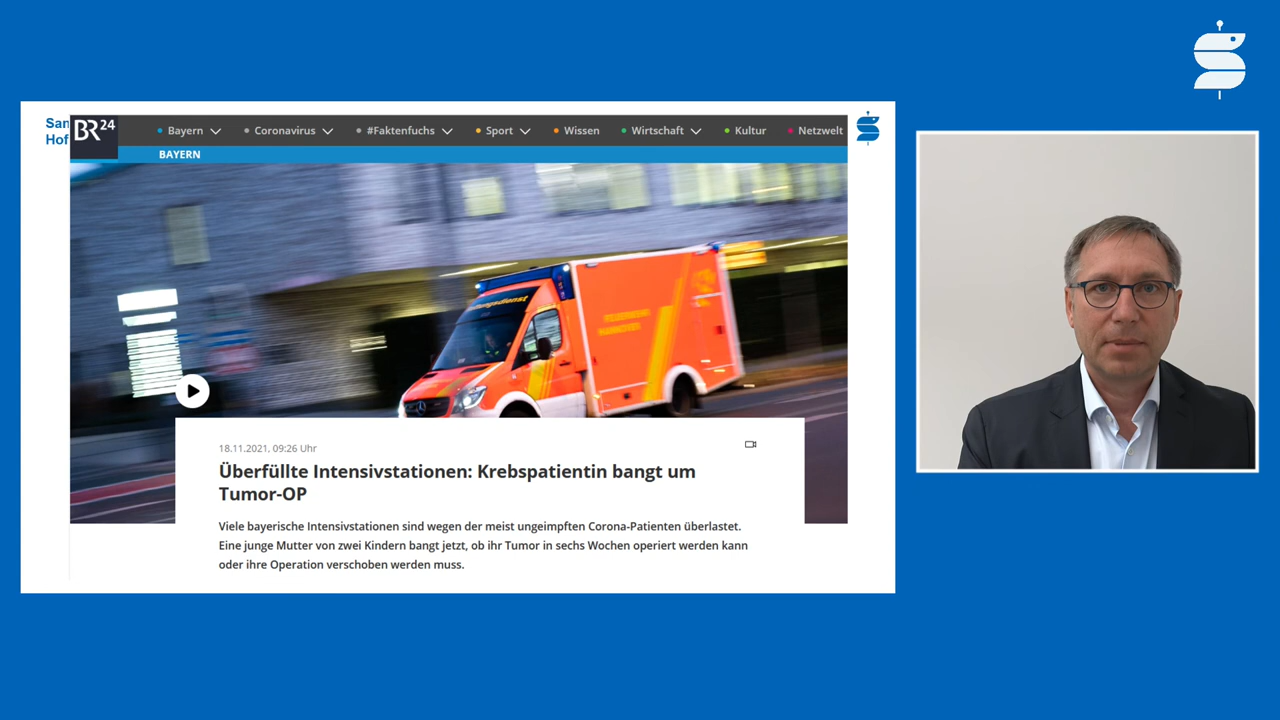 San
Hof
BR24
Bayern
Coronavirus
#Faktenfuchs
Sport
Wissen
Wirtschaft
Kultur
Netzwelt
BAYERN
FEUERWEHR
HANNOVER
18.11.2021, 09:26 Uhr
Überfüllte Intensivstationen: Krebspatientin bangt um
Tumor-OP
Viele bayerische Intensivstationen sind wegen der meist ungeimpften Corona-Patienten überlastet.
Eine junge Mutter von zwei Kindern bangt jetzt, ob ihr Tumor in sechs Wochen operiert werden kann
oder ihre Operation verschoben werden muss.